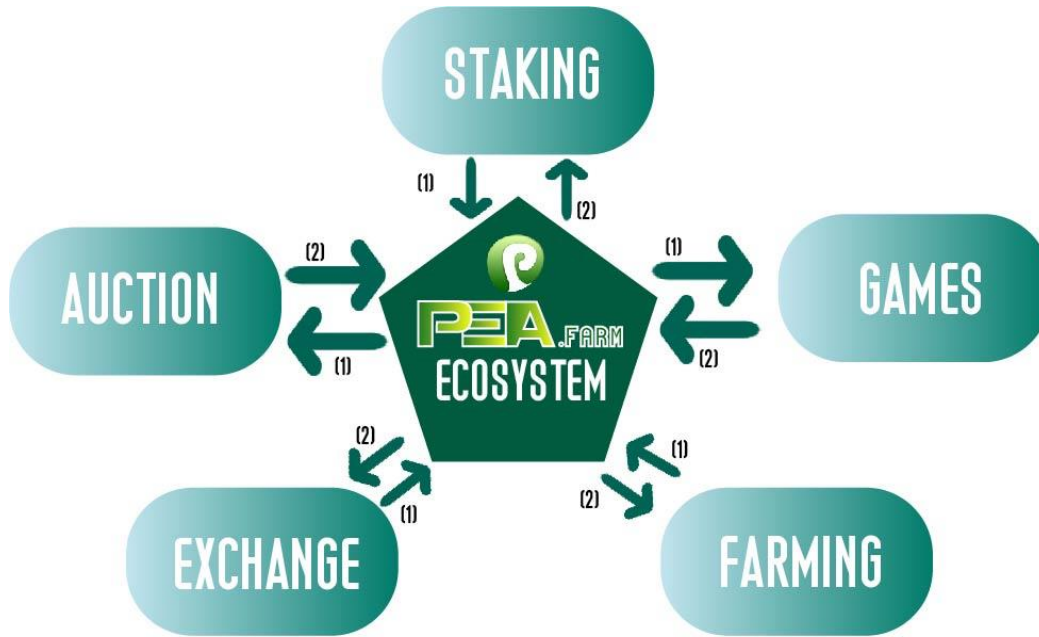 STAKING
(1)
(2)
AUCTION
(2)
(1)
PEA.FARM
ECOSYSTEM
(1)
(2)
GAMES
(2)
(1)
EXCHANGE
(1)
(2)
FARMING